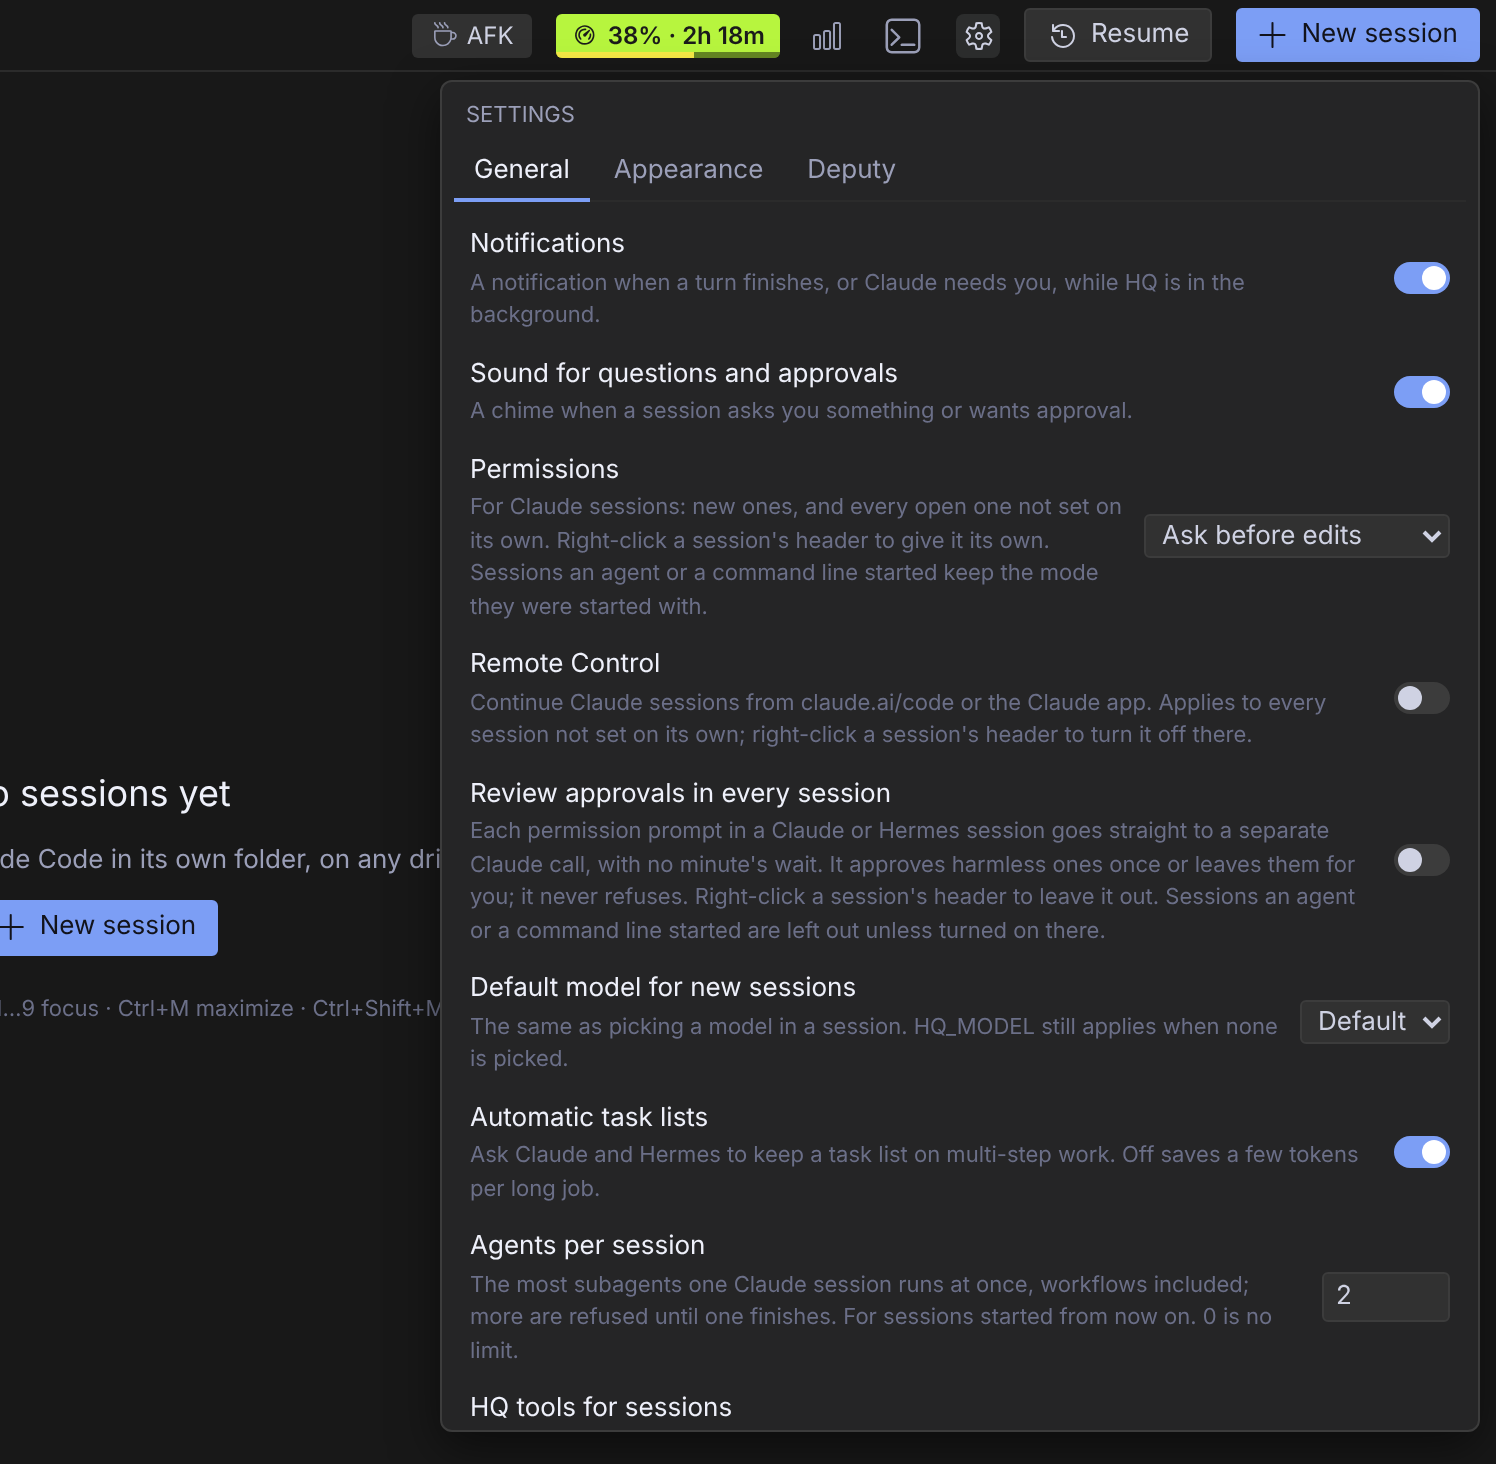 AFK
38% · 2h 18m
Resume
New session
SETTINGS
General
Appearance
Deputy
Notifications
A notification when a turn finishes, or Claude needs you, while HQ is in the
background.
Sound for questions and approvals
A chime when a session asks you something or wants approval.
Permissions
For Claude sessions: new ones, and every open one not set on
its own. Right-click a session's header to give it its own.
Sessions an agent or a command line started keep the mode
they were started with.
Ask before edits
Remote Control
Continue Claude sessions from claude.ai/code or the Claude app. Applies to every
session not set on its own; right-click a session's header to turn it off there.
Review approvals in every session
Each permission prompt in a Claude or Hermes session goes straight to a separate
Claude call, with no minute's wait. It approves harmless ones once or leaves them for
you; it never refuses. Right-click a session's header to leave it out. Sessions an agent
or a command line started are left out unless turned on there.
Default model for new sessions
The same as picking a model in a session. HQ_MODEL still applies when none
is picked.
Default
Automatic task lists
Ask Claude and Hermes to keep a task list on multi-step work. Off saves a few tokens
per long job.
Agents per session
The most subagents one Claude session runs at once, workflows included;
more are refused until one finishes. For sessions started from now on. 0 is no
limit.
2
HQ tools for sessions
sessions yet
de Code in its own folder, on any dri
New session
...9 focus · Ctrl+M maximize · Ctrl+Shift+M